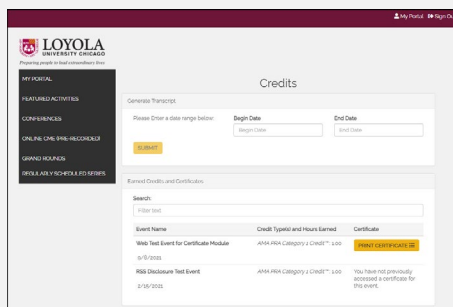 My Portal Sign Ou
LOYOLA
UNIVERSITY CHICAGO
Preparing people to lead extraordinary lives
MY PORTAL
FEATURED ACTIVITIES
CONFERENCES
ONLINE CME (PRE-RECORDED)
GRAND ROUNDS
REGULARLY SCHEDULED SERIES
Credits
Generate Transcript
Please Enter a date range below:
Begin Date
End Date
Begin Date
End Date
SUBMIT
Earned Credits and Certificates
Search:
Filter text
Event Name Credit Type(s) and Hours Earned Certificate
Web Test Event for Certificate Module AMA PRA Category 1 Credit™: 1.00 PRINT CERTIFICATE
9/8/2021
RSS Disclosure Test Event AMA PRA Category 1 Credit™: 1.00 You have not previously
accessed a certificate for
this event.
2/16/2021